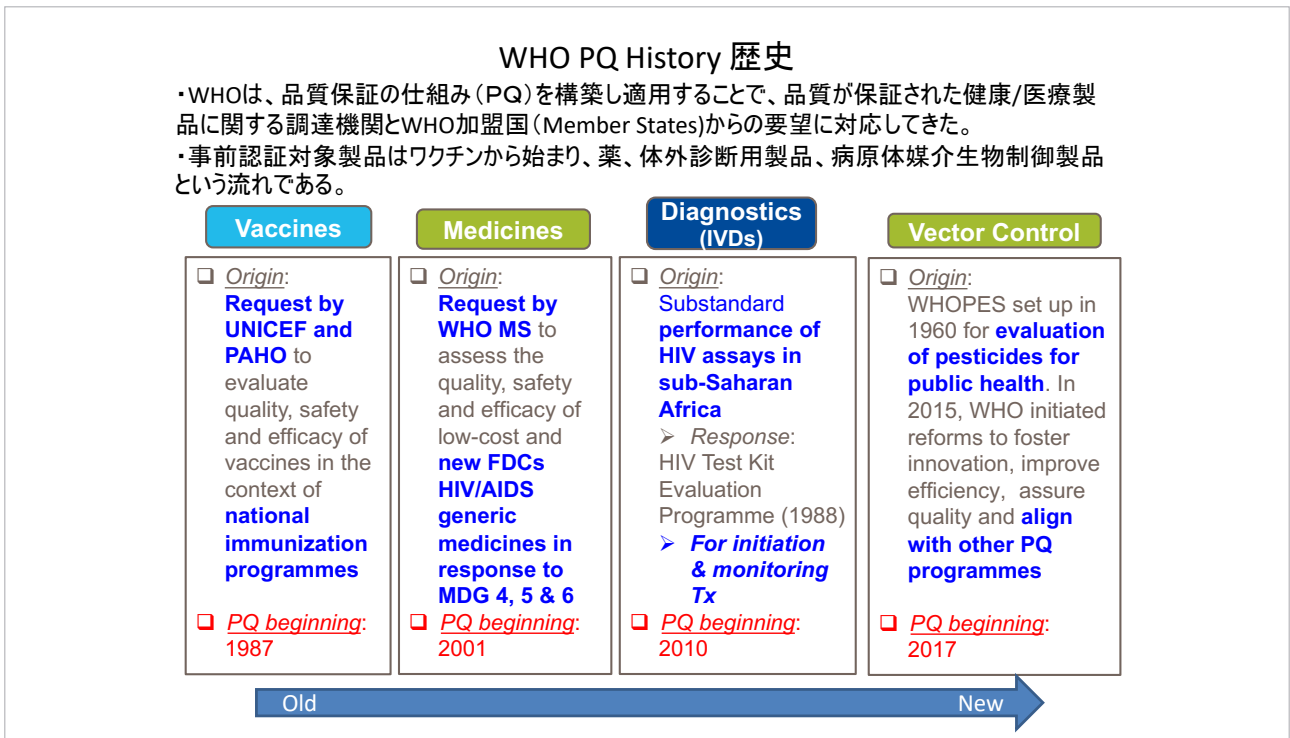 WHO PQ History 歴史
・WHOは、品質保証の仕組み（ＰＱ）を構築し適用することで、品質が保証された健康/医療製
品に関する調達機関とWHO加盟国（Member States)からの要望に対応してきた。
・事前認証対象製品はワクチンから始まり、薬、体外診断用製品、病原体媒介生物制御製品
という流れである。
Vaccines
❑ Origin:
Request by
UNICEF and
PAHO to
evaluate
quality, safety
and efficacy of
vaccines in the
context of
national
immunization
programmes
❑ PQ beginning:
1987
Medicines
❑ Origin:
Request by
WHO MS to
assess the
quality, safety
and efficacy of
low-cost and
new FDCs
HIV/AIDS
generic
medicines in
response to
MDG 4, 5 & 6
❑ PQ beginning:
2001
Diagnostics
(IVDs)
❑ Origin:
Substandard
performance of
HIV assays in
sub-Saharan
Africa
➢ Response:
HIV Test Kit
Evaluation
Programme (1988)
➢ For initiation
& monitoring
Tx
❑ PQ beginning:
2010
Vector Control
❑ Origin:
WHOPES set up in
1960 for evaluation
of pesticides for
public health. In
2015, WHO initiated
reforms to foster
innovation, improve
efficiency, assure
quality and align
with other PQ
programmes
❑ PQ beginning:
2017
Old
New